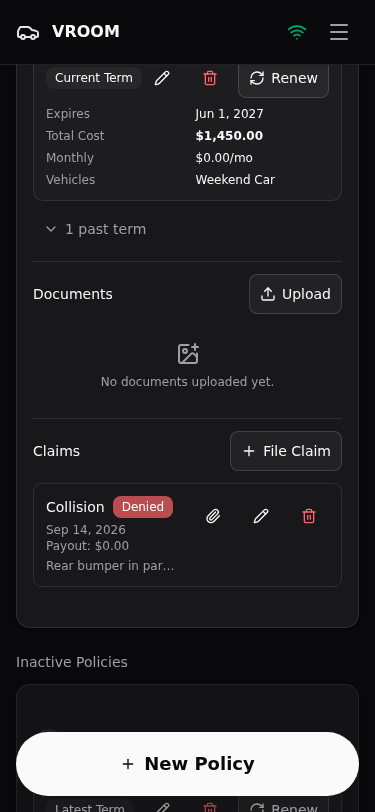 VROOM
Current Term
Renew
Expires Jun 1, 2027
Total Cost $1,450.00
Monthly $0.00/mo
Vehicles Weekend Car
1 past term
Documents
Upload
No documents uploaded yet.
Claims
File Claim
Collision Denied
Sep 14, 2026
Payout: $0.00
Rear bumper in par...
Inactive Policies
New Policy
Latest Term
Renew